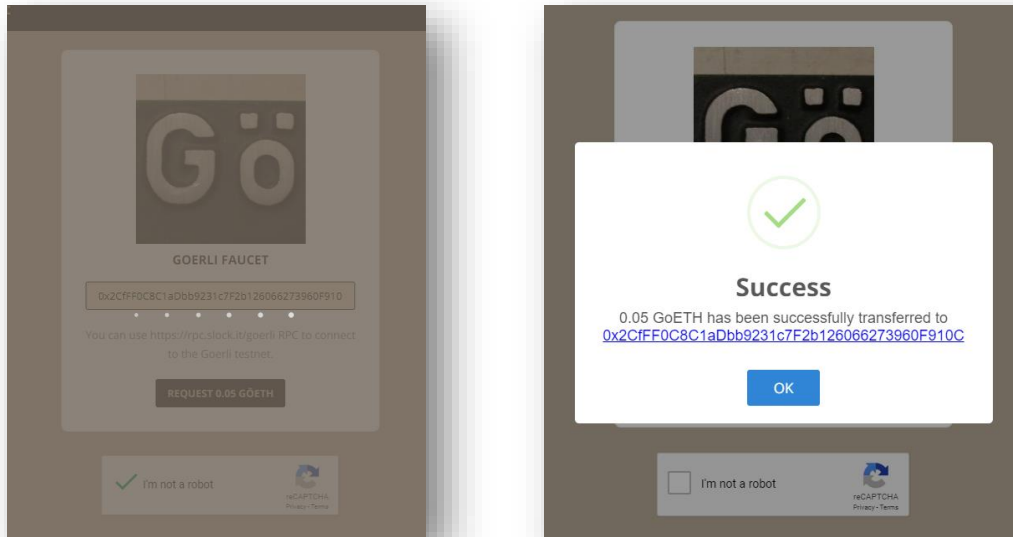 Gö
GOERLI FAUCET
0x2CfFF0C8C1aDbb9231c7F2b126066273960F910
You can use https://rpc.slock.it/goerli RPC to connect
to the Goerli testnet.
REQUEST 0.05 GÖETH
I'm not a robot
reCAPTCHA
Privacy - Terms
Gö
Success
0.05 GoETH has been successfully transferred to
0x2CfFF0C8C1aDbb9231c7F2b126066273960F910C
OK
I'm not a robot
reCAPTCHA
Privacy - Terms